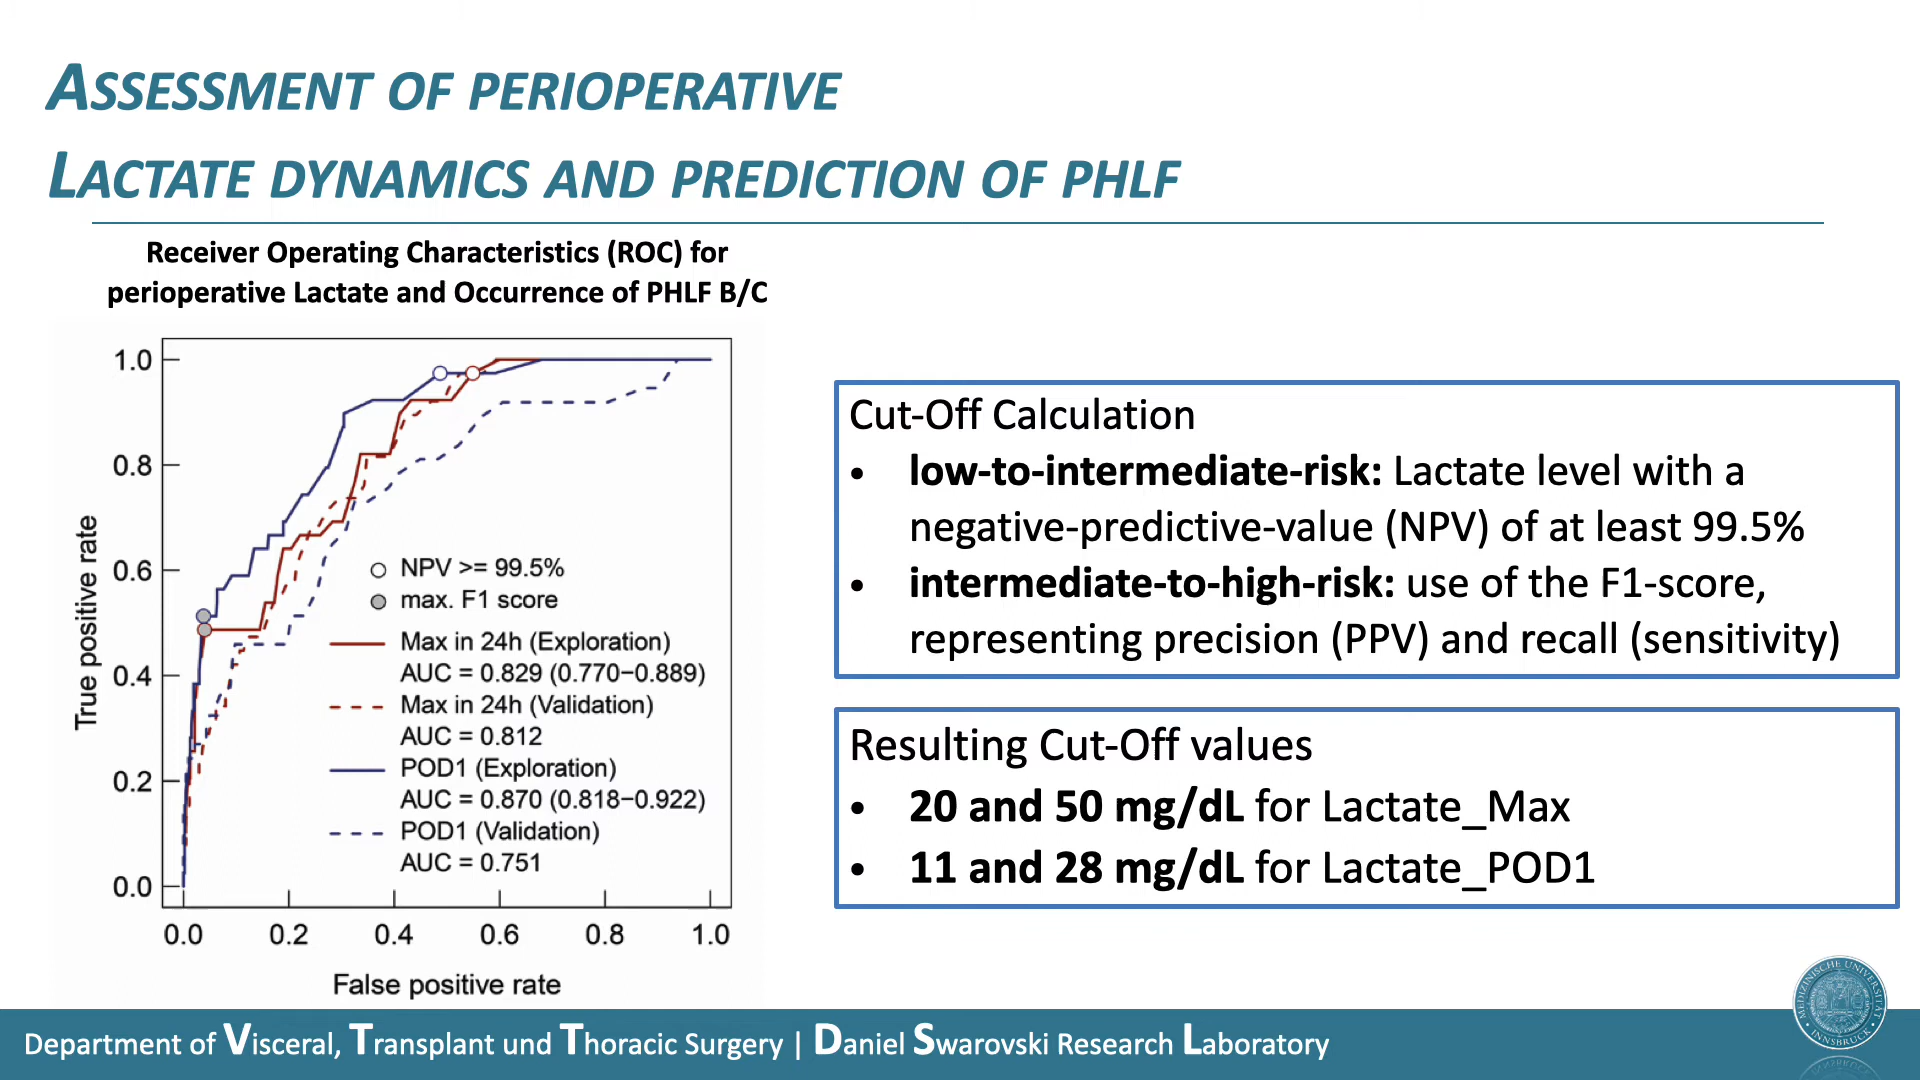 ASSESSMENT OF PERIOPERATIVE
LACTATE DYNAMICS AND PREDICTION OF PHLF
Receiver Operating Characteristics (ROC) for
perioperative Lactate and Occurrence of PHLF B/C
1.0
0.8
0.6
0.4
0.2
0.0
True positive rate
NPV >= 99.5%
max. F1 score
Max in 24h (Exploration)
AUC = 0.829 (0.770−0.889)
Max in 24h (Validation)
AUC = 0.812
POD1 (Exploration)
AUC = 0.870 (0.818−0.922)
POD1 (Validation)
AUC = 0.751
0.0 0.2 0.4 0.6 0.8 1.0
False positive rate
Cut-Off Calculation
• low-to-intermediate-risk: Lactate level with a
negative-predictive-value (NPV) of at least 99.5%
• intermediate-to-high-risk: use of the F1-score,
representing precision (PPV) and recall (sensitivity)
Resulting Cut-Off values
• 20 and 50 mg/dL for Lactate_Max
• 11 and 28 mg/dL for Lactate_POD1
Department of Visceral, Transplant und Thoracic Surgery | Daniel Swarovski Research Laboratory
MEDIZINISCHE UNIVERSITÄT
INNSBRUCK